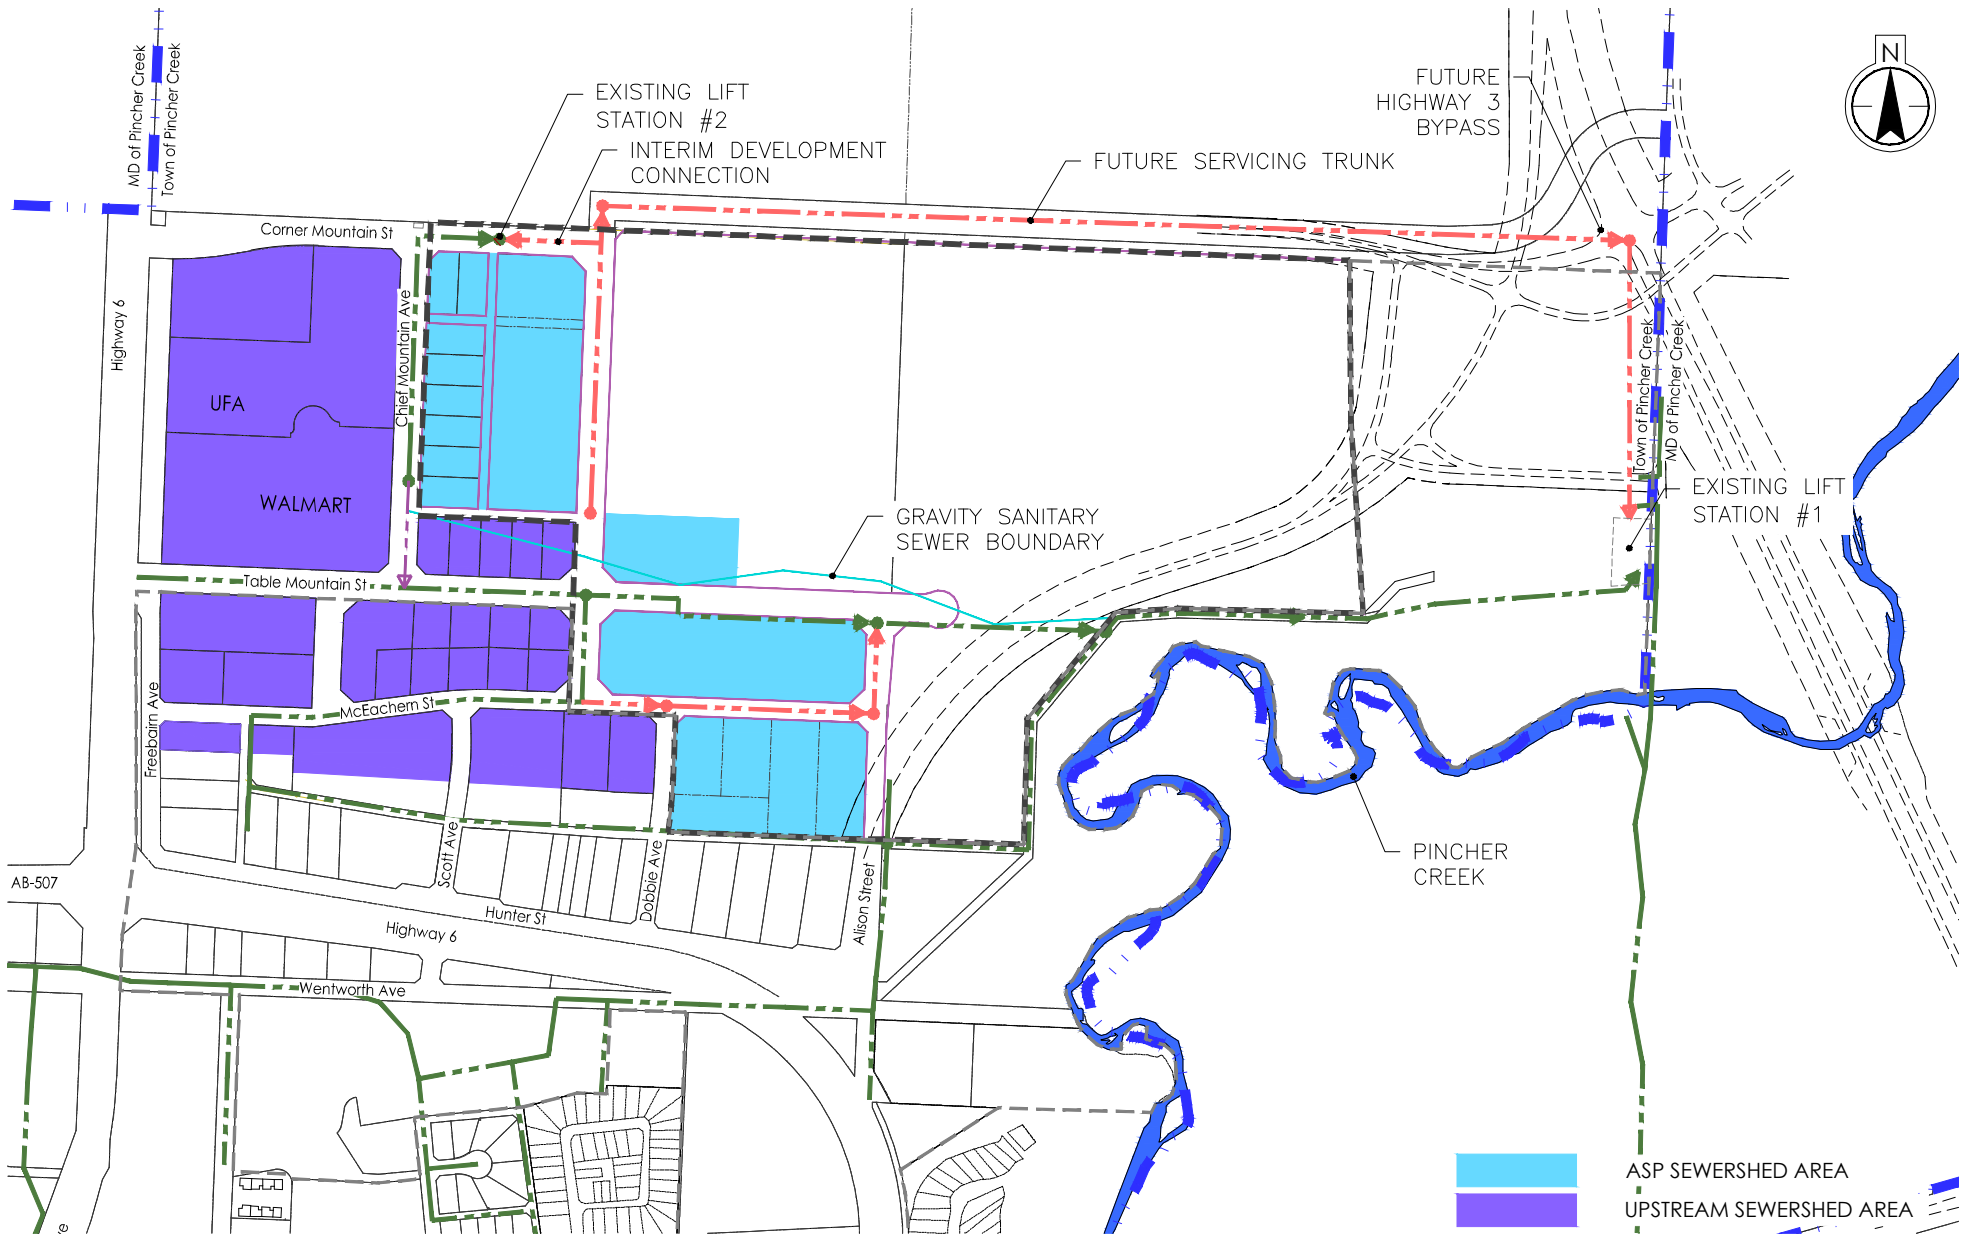 MD of Pincher Creek
Town of Pincher Creek
EXISTING LIFT
STATION #2
INTERIM DEVELOPMENT
CONNECTION
FUTURE SERVICING TRUNK
FUTURE
HIGHWAY 3
BYPASS
N
Corner Mountain St
Highway 6
Chief Mountain Ave
UFA
WALMART
Town of Pincher Creek
MD of Pincher Creek
EXISTING LIFT
STATION #1
GRAVITY SANITARY
SEWER BOUNDARY
Table Mountain St
McEachern St
Freebairn Ave
Scott Ave
Dobbie Ave
Alison Street
PINCHER
CREEK
AB-507
Hunter St
Highway 6
Wentworth Ave
ASP SEWERSHED AREA
UPSTREAM SEWERSHED AREA